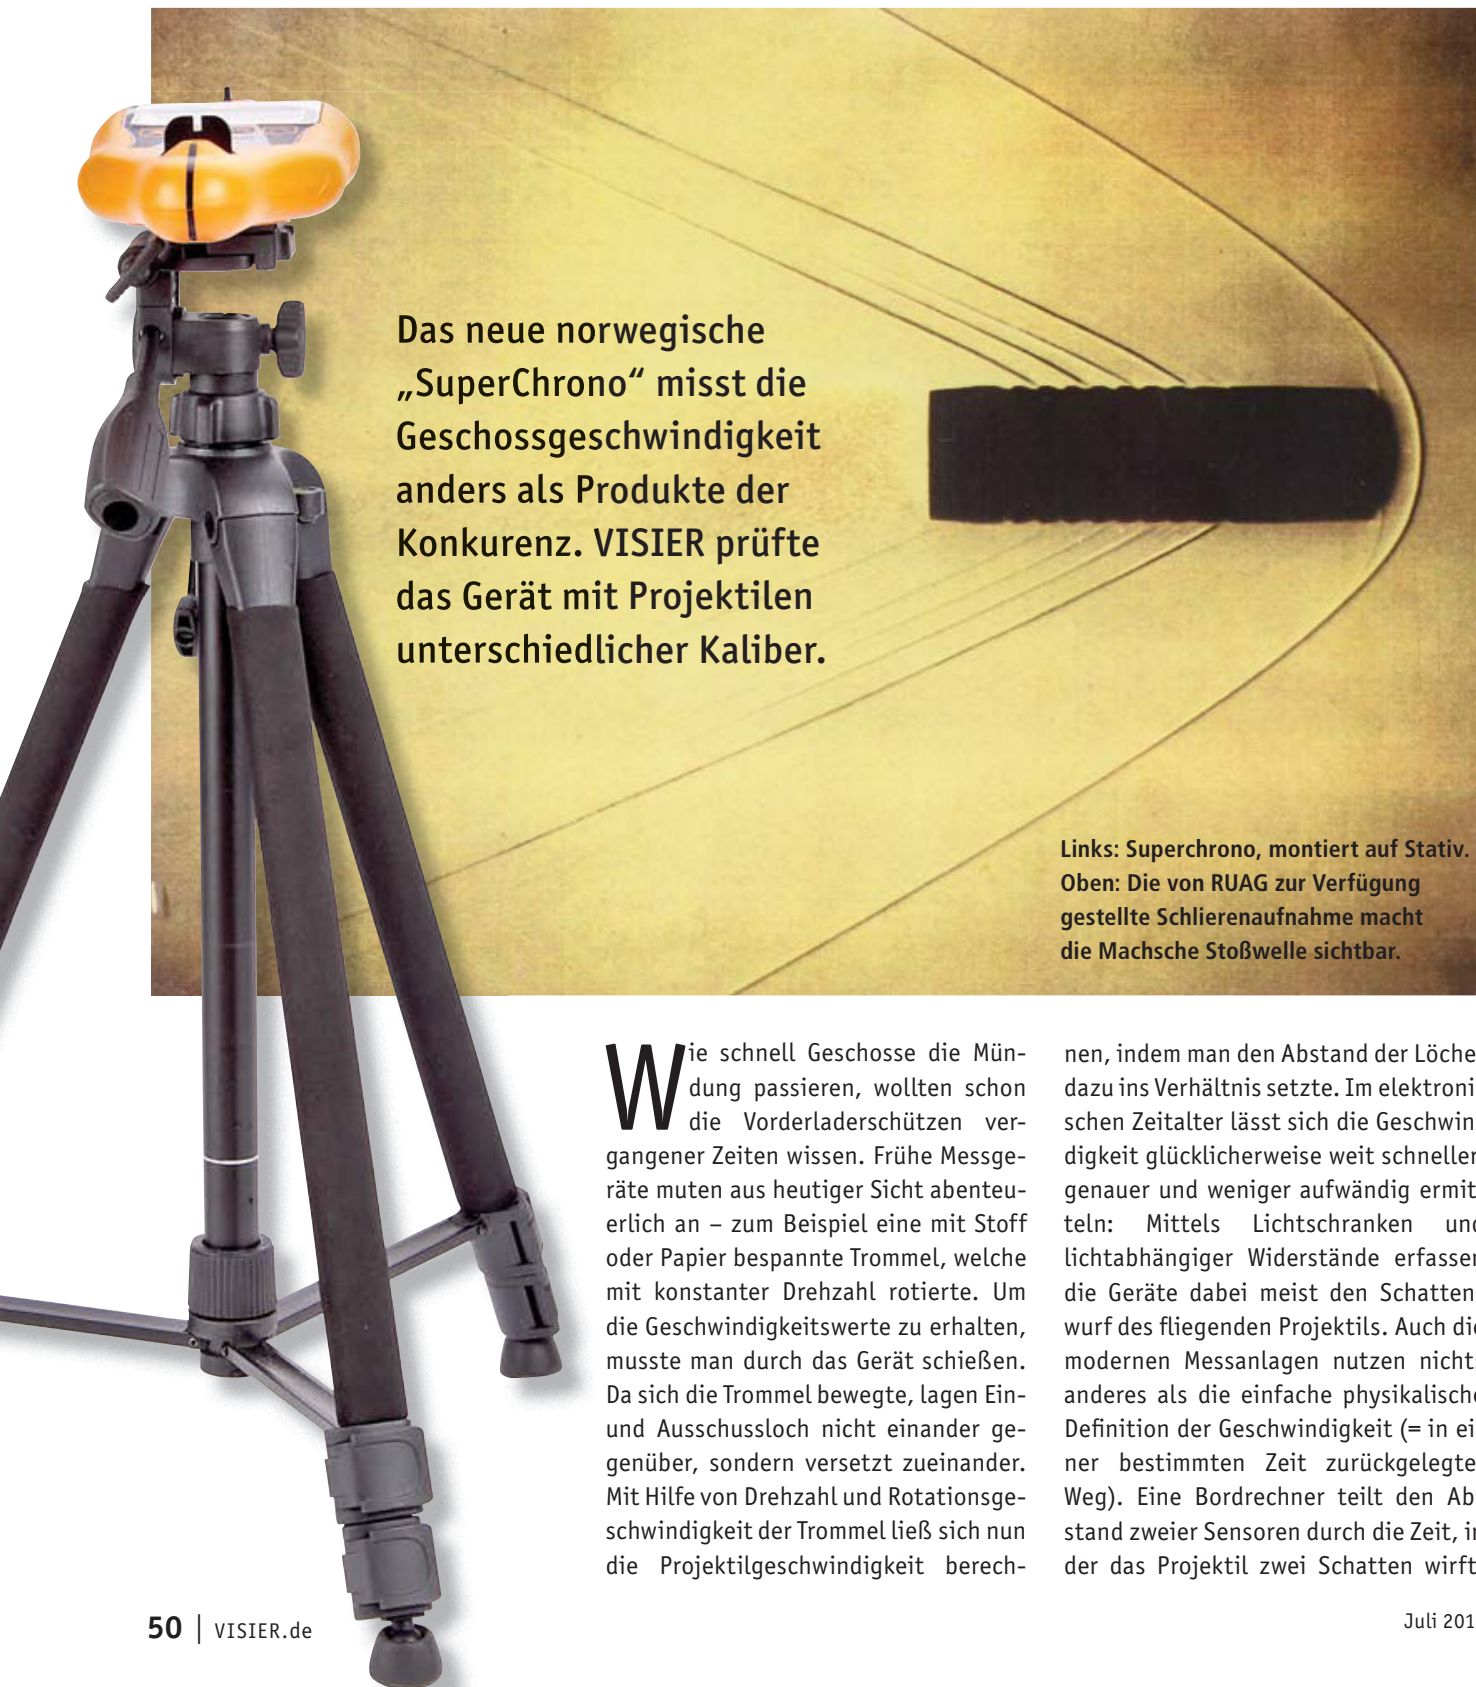 Das neue norwegische
„SuperChrono“ misst die
Geschossgeschwindigkeit
anders als Produkte der
Konkurenz. VISIER prüfte
das Gerät mit Projektilen
unterschiedlicher Kaliber.
Links: Superchrono, montiert auf Stativ.
Oben: Die von RUAG zur Verfügung
gestellte Schlierenaufnahme macht
die Machsche Stoßwelle sichtbar.
Wie schnell Geschosse die Mün-
dung passieren, wollten schon
die Vorderladerschützen ver-
gangener Zeiten wissen. Frühe Messge-
räte muten aus heutiger Sicht abenteu-
erlich an – zum Beispiel eine mit Stoff
oder Papier bespannte Trommel, welche
mit konstanter Drehzahl rotierte. Um
die Geschwindigkeitswerte zu erhalten,
musste man durch das Gerät schießen.
Da sich die Trommel bewegte, lagen Ein-
und Ausschussloch nicht einander ge-
genüber, sondern versetzt zueinander.
Mit Hilfe von Drehzahl und Rotationsge-
schwindigkeit der Trommel ließ sich nun
die Projektilgeschwindigkeit berech-
nen, indem man den Abstand der Löche
dazu ins Verhältnis setzte. Im elektroni
schen Zeitalter lässt sich die Geschwin
digkeit glücklicherweise weit schneller
genauer und weniger aufwändig ermit
teln: Mittels Lichtschranken und
lichtabhängiger Widerstände erfassen
die Geräte dabei meist den Schatten
wurf des fliegenden Projektils. Auch die
modernen Messanlagen nutzen nichts
anderes als die einfache physikalische
Definition der Geschwindigkeit (= in ei
ner bestimmten Zeit zurückgelegte
Weg). Eine Bordrechner teilt den Ab
stand zweier Sensoren durch die Zeit, in
der das Projektil zwei Schatten wirft
50 | VISIER.de
Juli 201